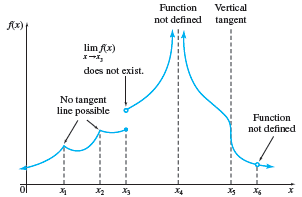 Function
not defined
Vertical
tangent
f(x)
lim f(x)
x→x₃
does not exist.
No tangent
line possible
Function
not defined
0
x₁
x₂
x₃
x₄
x₅
x₆
x